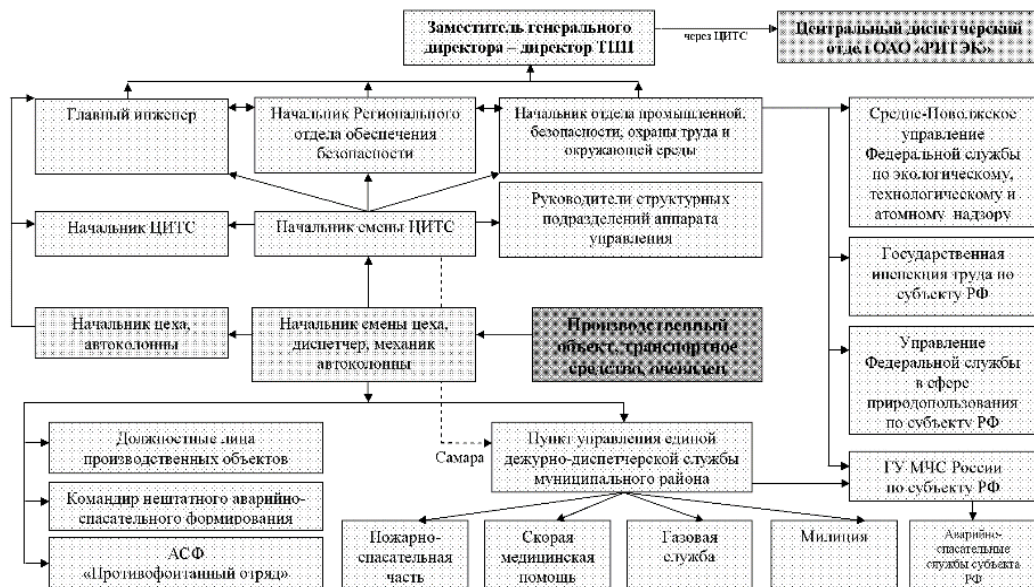 Заместитель генерального
директора – директор ТПП
через ЦИТС
Центральный диспетчерский
отдел ОАО «РИТЭК»
Главный инженер
Начальник Регионального
отдела обеспечения
безопасности
Начальник отдела промышленной,
безопасности, охраны труда и
окружающей среды
Средне-Поволжское
управление
Федеральной службы
по экологическому,
технологическому и
атомному надзору
Начальник ЦИТС
Начальник смены ЦИТС
Руководители структурных
подразделений аппарата
управления
Государственная
инспекция труда по
субъекту РФ
Начальник цеха,
автоколонны
Начальник смены цеха,
диспетчер, механик
автоколонны
Производственный
объект, транспортное
средство, очевидец
Управление
Федеральной службы
в сфере
природопользования
по субъекту РФ
Должностные лица
производственных объектов
Самара
Пункт управления единой
дежурно-диспетчерской службы
муниципального района
ГУ МЧС России
по субъекту РФ
Командир нештатного аварийно-
спасательного формирования
АСФ
«Противофонтанный отряд»
Пожарно-
спасательная
часть
Скорая
медицинская
помощь
Газовая
служба
Милиция
Аварийно-
спасательные
службы субъекта
РФ